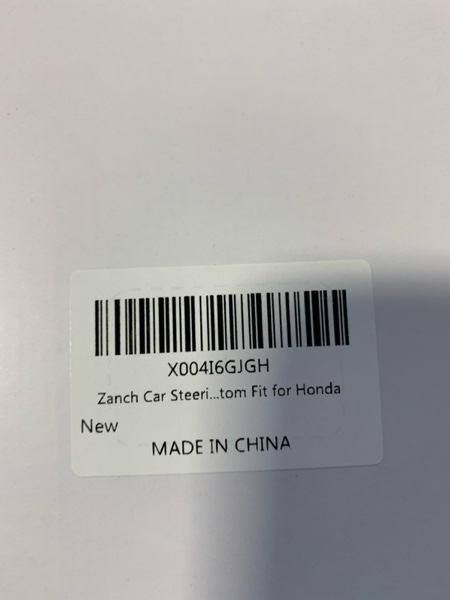 X004I6GJGH
Zanch Car Steeri...tom Fit for Honda
New
MADE IN CHINA